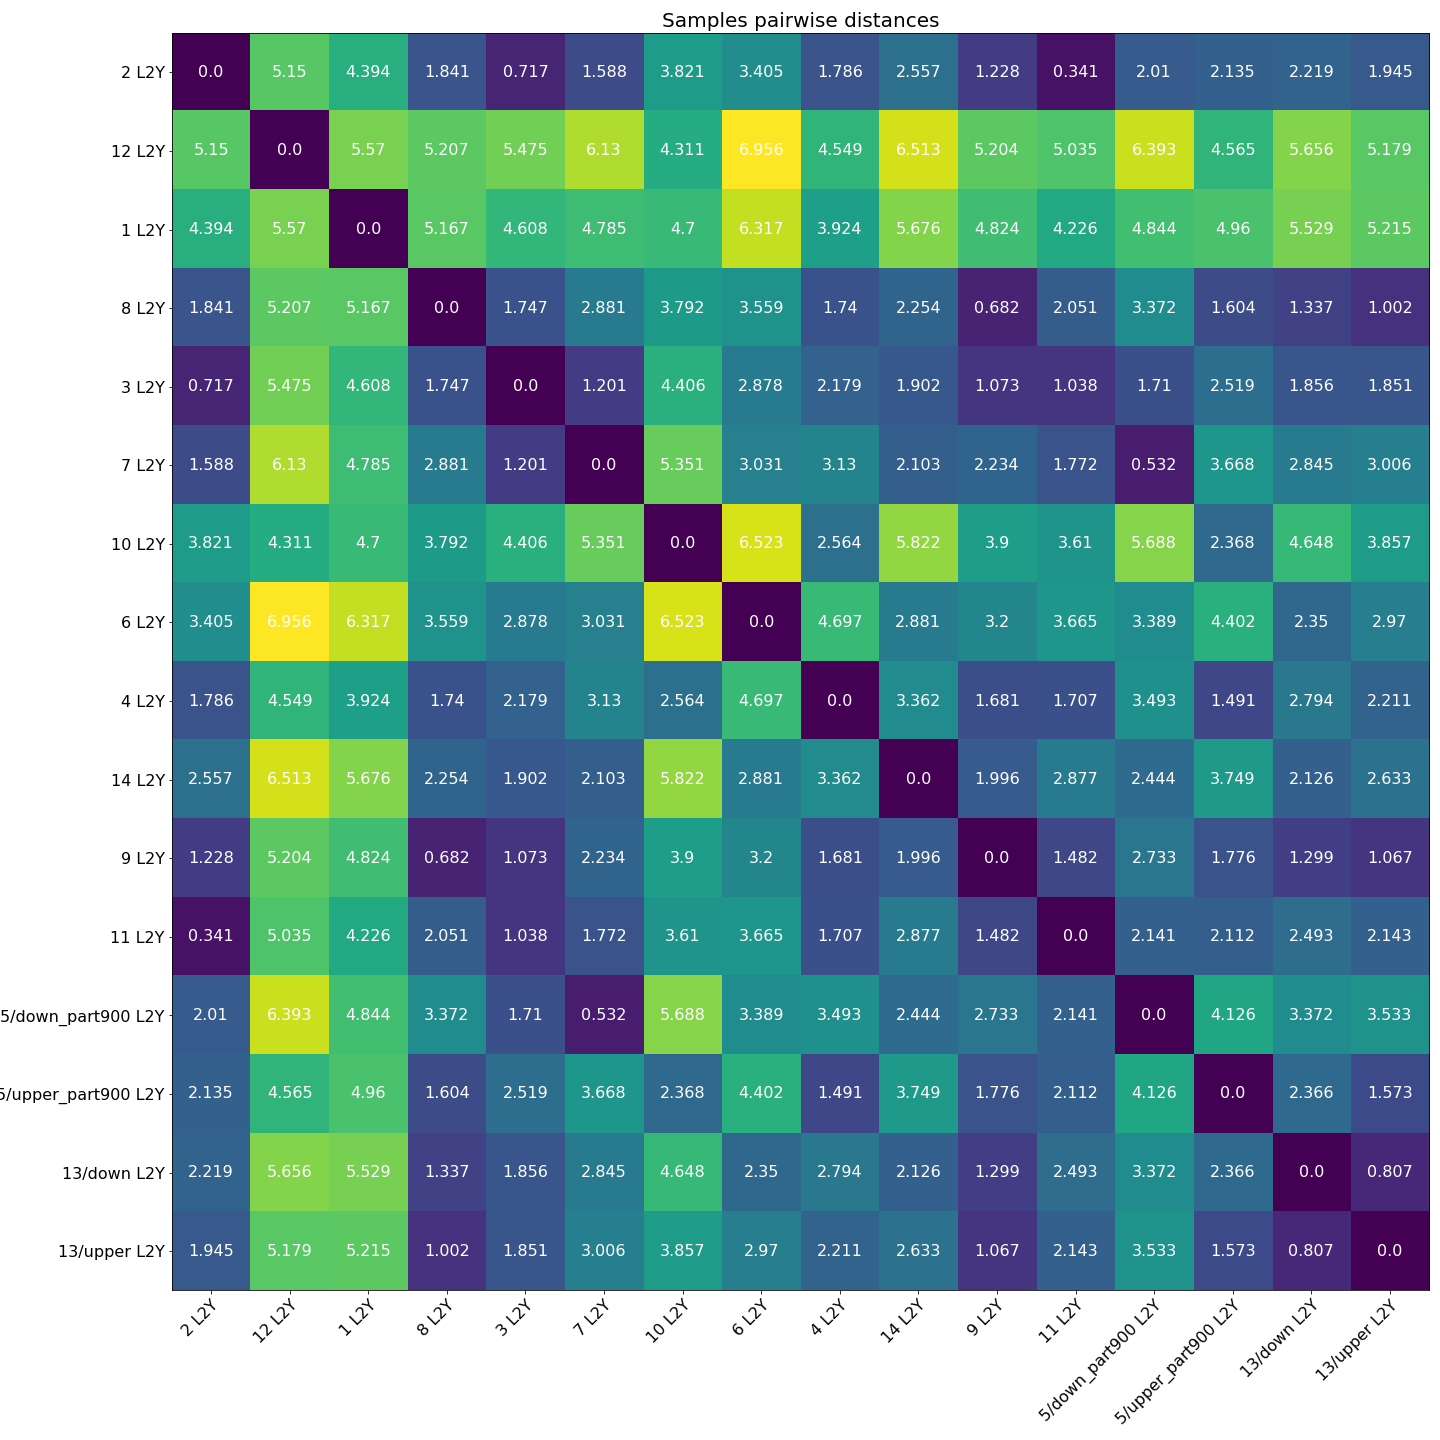 Samples pairwise distances
2 L2Y 0.0 5.15 4.394 1.841 0.717 1.588 3.821 3.405 1.786 2.557 1.228 0.341 2.01 2.135 2.219 1.945
12 L2Y 5.15 0.0 5.57 5.207 5.475 6.13 4.311 6.956 4.549 6.513 5.204 5.035 6.393 4.565 5.656 5.179
1 L2Y 4.394 5.57 0.0 5.167 4.608 4.785 4.7 6.317 3.924 5.676 4.824 4.226 4.844 4.96 5.529 5.215
8 L2Y 1.841 5.207 5.167 0.0 1.747 2.881 3.792 3.559 1.74 2.254 0.682 2.051 3.372 1.604 1.337 1.002
3 L2Y 0.717 5.475 4.608 1.747 0.0 1.201 4.406 2.878 2.179 1.902 1.073 1.038 1.71 2.519 1.856 1.851
7 L2Y 1.588 6.13 4.785 2.881 1.201 0.0 5.351 3.031 3.13 2.103 2.234 1.772 0.532 3.668 2.845 3.006
10 L2Y 3.821 4.311 4.7 3.792 4.406 5.351 0.0 6.523 2.564 5.822 3.9 3.61 5.688 2.368 4.648 3.857
6 L2Y 3.405 6.956 6.317 3.559 2.878 3.031 6.523 0.0 4.697 2.881 3.2 3.665 3.389 4.402 2.35 2.97
4 L2Y 1.786 4.549 3.924 1.74 2.179 3.13 2.564 4.697 0.0 3.362 1.681 1.707 3.493 1.491 2.794 2.211
14 L2Y 2.557 6.513 5.676 2.254 1.902 2.103 5.822 2.881 3.362 0.0 1.996 2.877 2.444 3.749 2.126 2.633
9 L2Y 1.228 5.204 4.824 0.682 1.073 2.234 3.9 3.2 1.681 1.996 0.0 1.482 2.733 1.776 1.299 1.067
11 L2Y 0.341 5.035 4.226 2.051 1.038 1.772 3.61 3.665 1.707 2.877 1.482 0.0 2.141 2.112 2.493 2.143
5/down_part900 L2Y 2.01 6.393 4.844 3.372 1.71 0.532 5.688 3.389 3.493 2.444 2.733 2.141 0.0 4.126 3.372 3.533
5/upper_part900 L2Y 2.135 4.565 4.96 1.604 2.519 3.668 2.368 4.402 1.491 3.749 1.776 2.112 4.126 0.0 2.366 1.573
13/down L2Y 2.219 5.656 5.529 1.337 1.856 2.845 4.648 2.35 2.794 2.126 1.299 2.493 3.372 2.366 0.0 0.807
13/upper L2Y 1.945 5.179 5.215 1.002 1.851 3.006 3.857 2.97 2.211 2.633 1.067 2.143 3.533 1.573 0.807 0.0
2 L2Y 12 L2Y 1 L2Y 8 L2Y 3 L2Y 7 L2Y 10 L2Y 6 L2Y 4 L2Y 14 L2Y 9 L2Y 11 L2Y 5/down_part900 L2Y 5/upper_part900 L2Y 13/down L2Y 13/upper L2Y